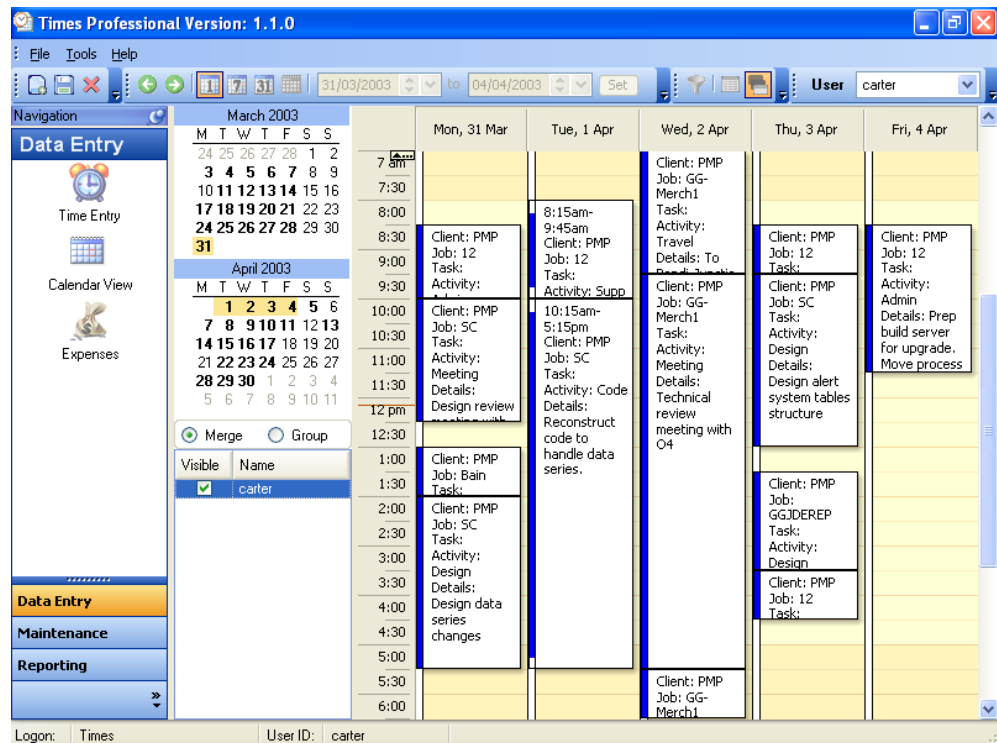 Times Professional Version: 1.1.0
File Tools Help
31/03/2003 to 04/04/2003 Set User carter
Navigation
Data Entry
Time Entry
Calendar View
Expenses
Data Entry
Maintenance
Reporting
March 2003
M T W T F S S
24 25 26 27 28 1 2
3 4 5 6 7 8 9
10 11 12 13 14 15 16
17 18 19 20 21 22 23
24 25 26 27 28 29 30
31
April 2003
M T W T F S S
1 2 3 4 5 6
7 8 9 10 11 12 13
14 15 16 17 18 19 20
21 22 23 24 25 26 27
28 29 30 1 2 3 4
5 6 7 8 9 10 11
Merge Group
Visible Name
carter
Mon, 31 Mar Tue, 1 Apr Wed, 2 Apr Thu, 3 Apr Fri, 4 Apr
7 am
7:30
8:00
8:30
9:00
9:30
10:00
10:30
11:00
11:30
12 pm
12:30
1:00
1:30
2:00
2:30
3:00
3:30
4:00
4:30
5:00
5:30
6:00
Client: PMP
Job: 12
Task:
Activity:
Client: PMP
Job: SC
Task:
Activity:
Meeting
Details:
Design review
meeting with
Client: PMP
Job: Bain
Task:
Client: PMP
Job: SC
Task:
Activity:
Design
Details:
Design data
series
changes
8:15am-
9:45am
Client: PMP
Job: 12
Task:
Activity: Supp
10:15am-
5:15pm
Client: PMP
Job: SC
Task:
Activity: Code
Details:
Reconstruct
code to
handle data
series.
Client: PMP
Job: GG-
Merch1
Task:
Activity:
Travel
Details: To
Client: PMP
Job: GG-
Merch1
Task:
Activity:
Meeting
Details:
Technical
review
meeting with
O4
Client: PMP
Job: GG-
Merch1
Client: PMP
Job: 12
Task:
Client: PMP
Job: SC
Task:
Activity:
Design
Details:
Design alert
system tables
structure
Client: PMP
Job:
GGJDEREP
Task:
Activity:
Design
Client: PMP
Job: 12
Task:
Client: PMP
Job: 12
Task:
Activity:
Admin
Details: Prep
build server
for upgrade.
Move process
Logon: Times User ID: carter